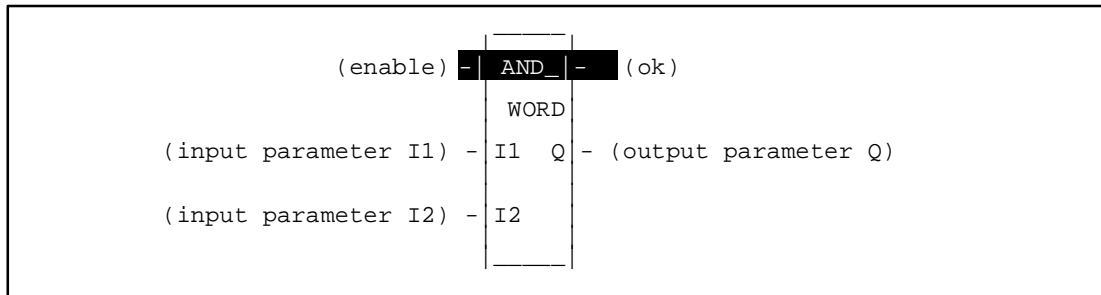 (enable) -| AND_ |- (ok)
WORD
(input parameter I1) -|I1 Q|- (output parameter Q)
(input parameter I2) -|I2